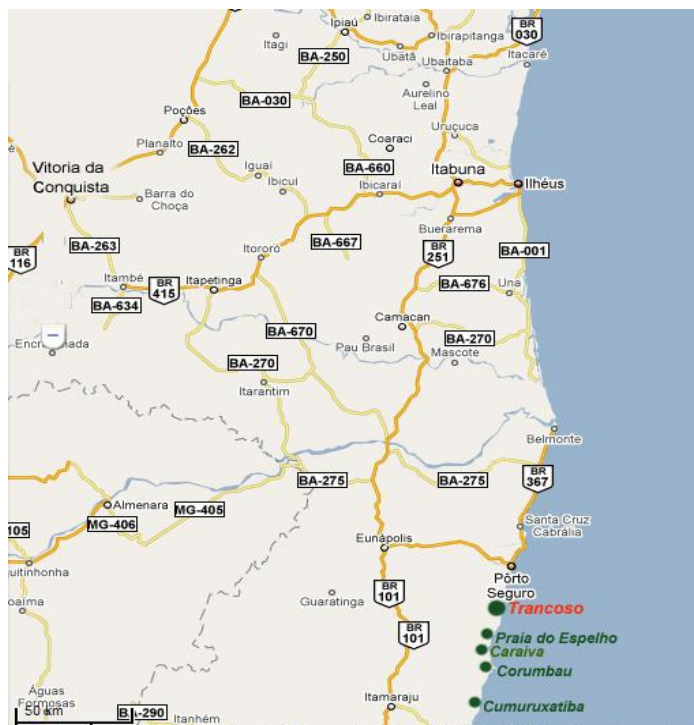 Ipiaú
Ibirataia
BR
030
Itagi
Ibirapitanga
BA-250
Ubatã
Ubaitaba
Itacaré
BA-030
Aurelino
Leal
Poções
Uruçuca
Planalto
BA-262
Coaraci
Vitoria da
Conquista
Iguaí
BA-660
Itabuna
Ilhéus
Barra do
Choça
Ibicuí
Ibicaraí
Buerarema
BA-263
BA-667
BR
251
BA-001
BR
116
Itororó
Itambé
BR
415
Itapetinga
BA-676
Una
BA-634
Camacan
BA-670
Pau Brasil
BA-270
Mascote
BA-270
Itarantim
Belmonte
BA-275
BA-275
BR
367
Almenara
MG-405
MG-406
105
Santa Cruz
Cabrália
Eunápolis
Pôrto
Seguro
BR
101
Guaratinga
Trancoso
BR
101
Praia do Espelho
Caraiva
Corumbau
Águas
Formosas
50 km
BA-290
Itanhém
Itamaraju
Cumuruxatiba